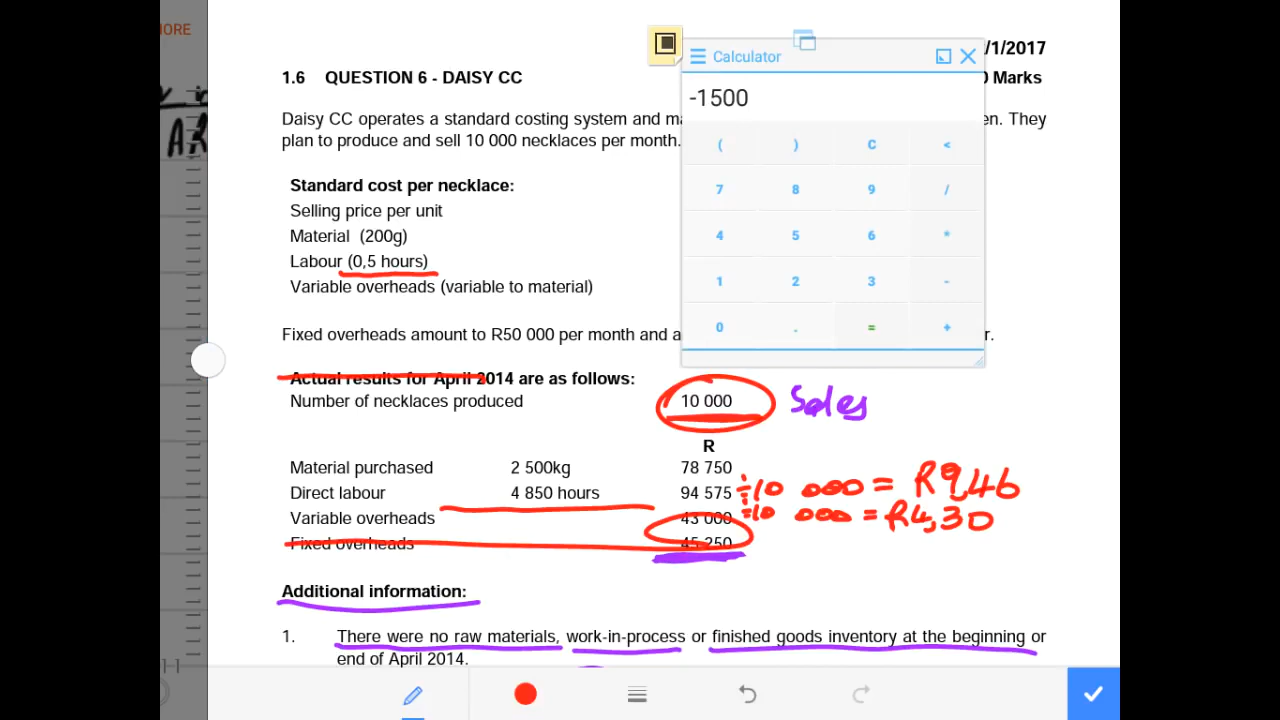 ORE
/1/2017
1.6 QUESTION 6 - DAISY CC
0 Marks
Calculator
-1500
( ) C <
7 8 9 /
4 5 6 *
1 2 3 -
0 . = +
Daisy CC operates a standard costing system and ma en. They
plan to produce and sell 10 000 necklaces per month.
Standard cost per necklace:
Selling price per unit
Material (200g)
Labour (0,5 hours)
Variable overheads (variable to material)
Fixed overheads amount to R50 000 per month and a r.
Actual results for April 2014 are as follows:
Number of necklaces produced 10 000 Sales
R
Material purchased 2 500kg 78 750
Direct labour 4 850 hours 94 575 ÷10 000 = R9,46
Variable overheads 43 000 ÷10 000 = R4,30
Fixed overheads 45 250
Additional information:
1. There were no raw materials, work-in-process or finished goods inventory at the beginning or
end of April 2014.